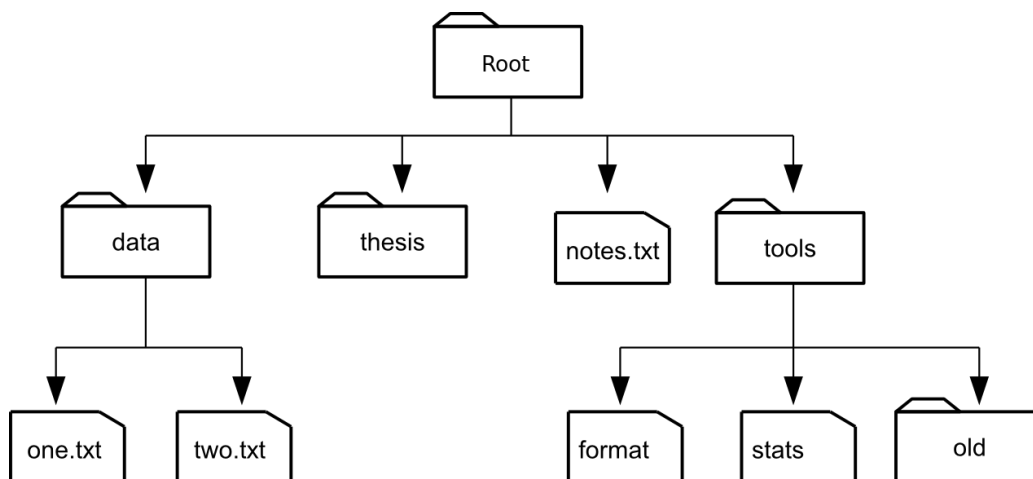 Root
data
thesis
notes.txt
tools
one.txt
two.txt
format
stats
old